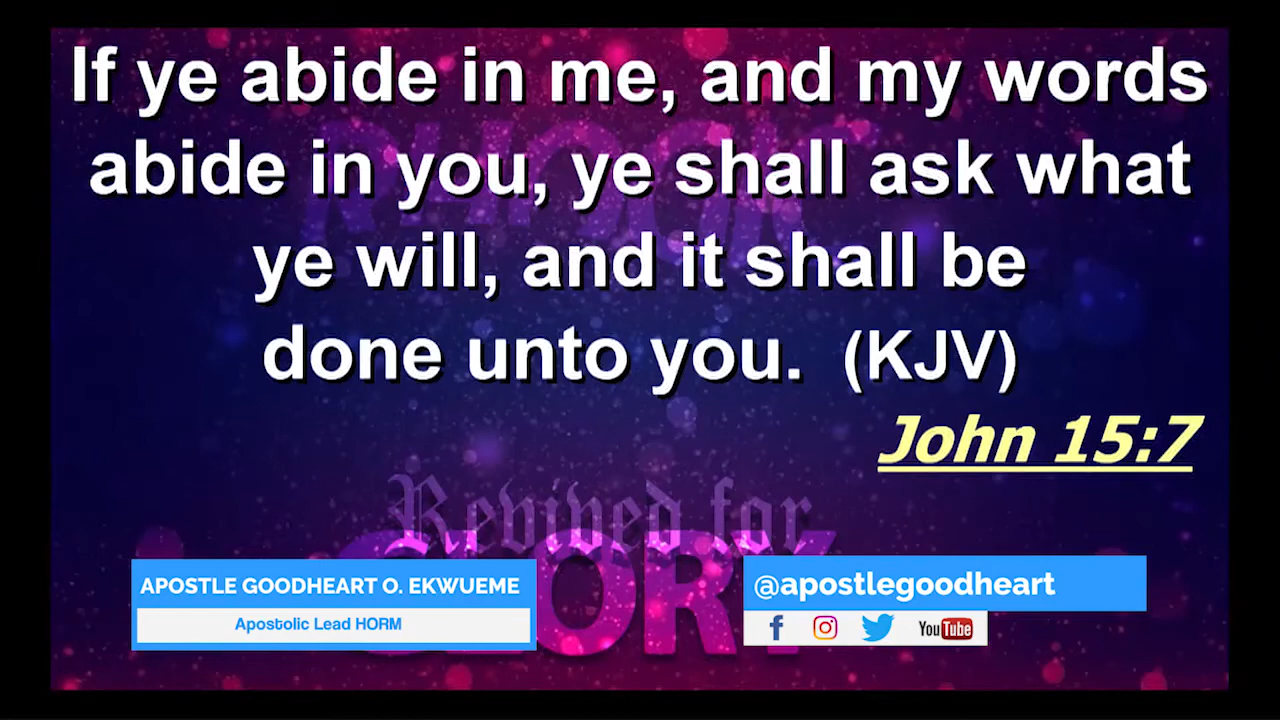 If ye abide in me, and my words
abide in you, ye shall ask what
ye will, and it shall be
done unto you. (KJV)
John 15:7
Revived for
GLORY
APOSTLE GOODHEART O. EKWUEME
Apostolic Lead HORM
@apostlegoodheart
YouTube